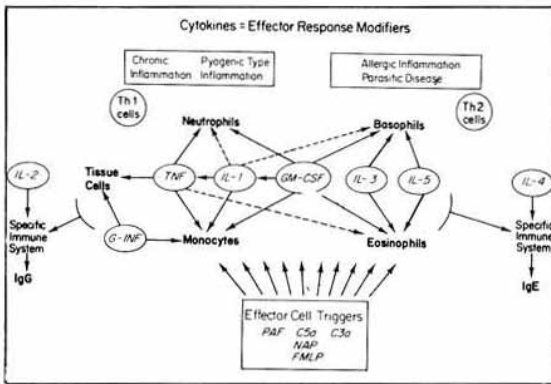 Cytokines = Effector Response Modifiers
Chronic Pyogenic Type
Inflammation Inflammation
Allergic Inflammation
Parasitic Disease
Th1
cells
Th2
cells
Neutrophils
Basophils
IL-2
Tissue
Cells
TNF
IL-1
GM-CSF
IL-3
IL-5
IL-4
Specific
Immune
System
G-INF
Monocytes
Eosinophils
Specific
Immune
System
IgG
IgE
Effector Cell Triggers
PAF C5a C3a
NAP
FMLP